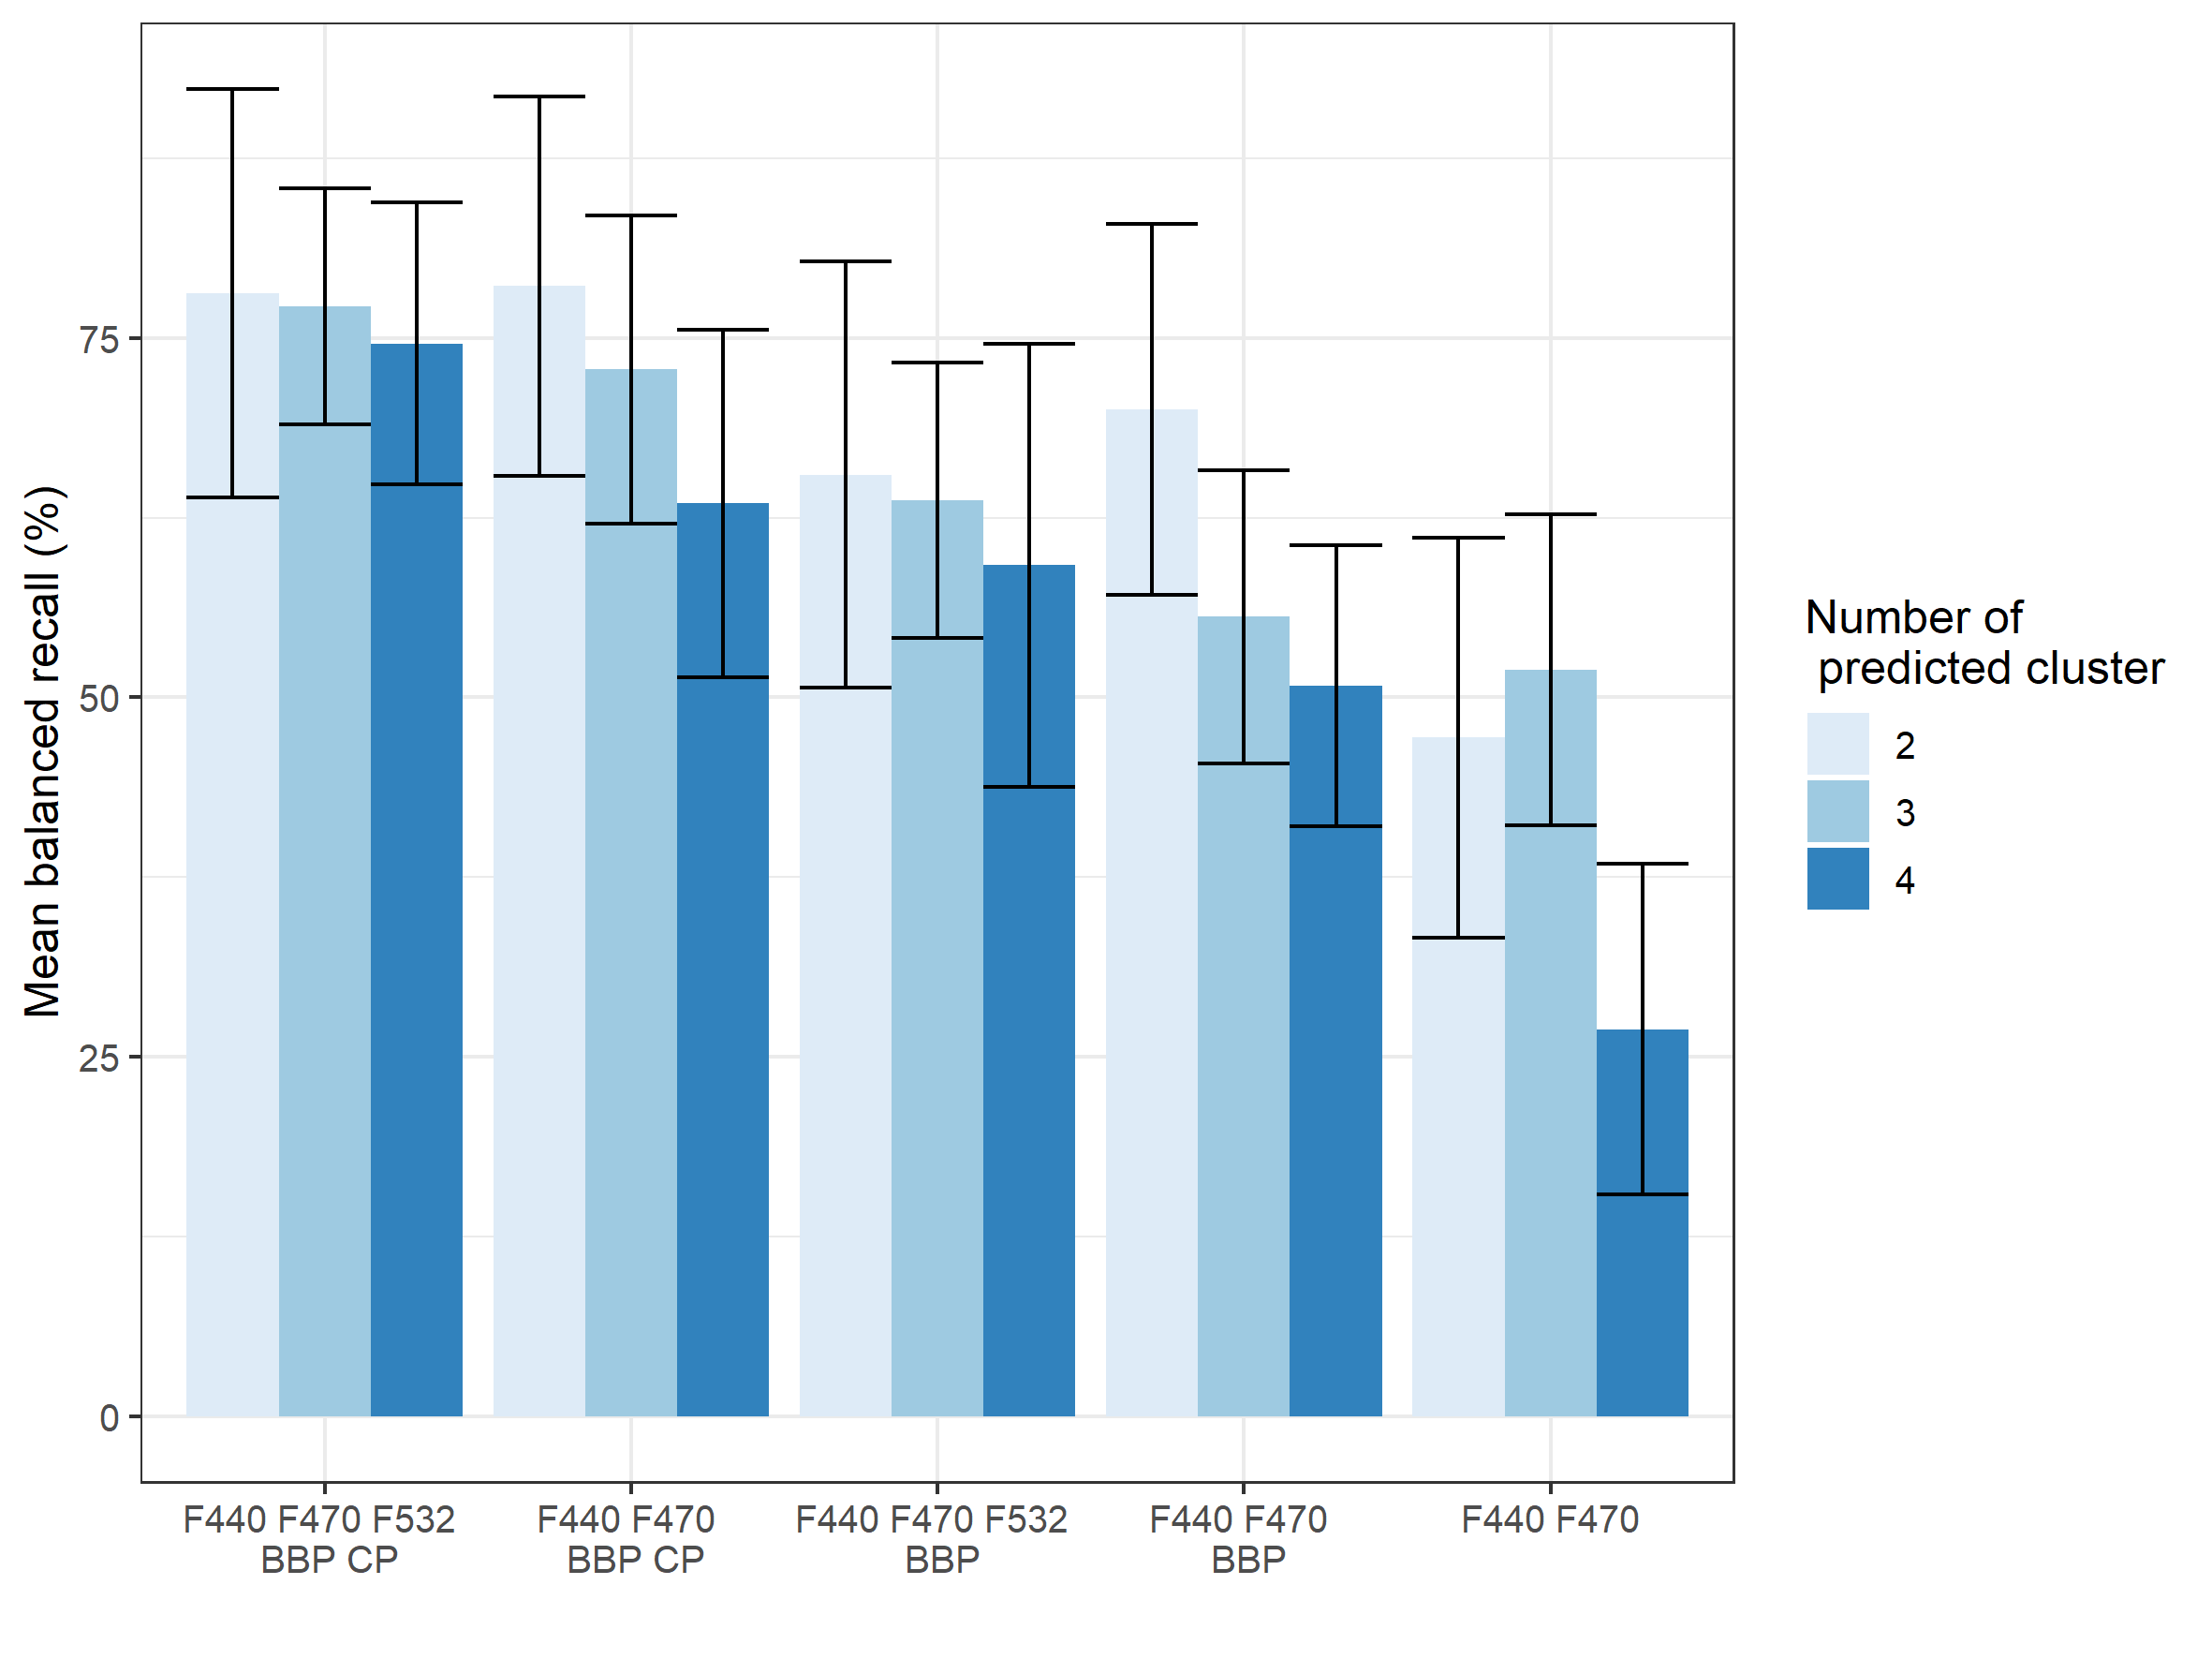 Mean balanced recall (%)
75
50
25
0
F440 F470 F532
BBP CP
F440 F470
BBP CP
F440 F470 F532
BBP
F440 F470
BBP
F440 F470
Number of
predicted cluster
2
3
4